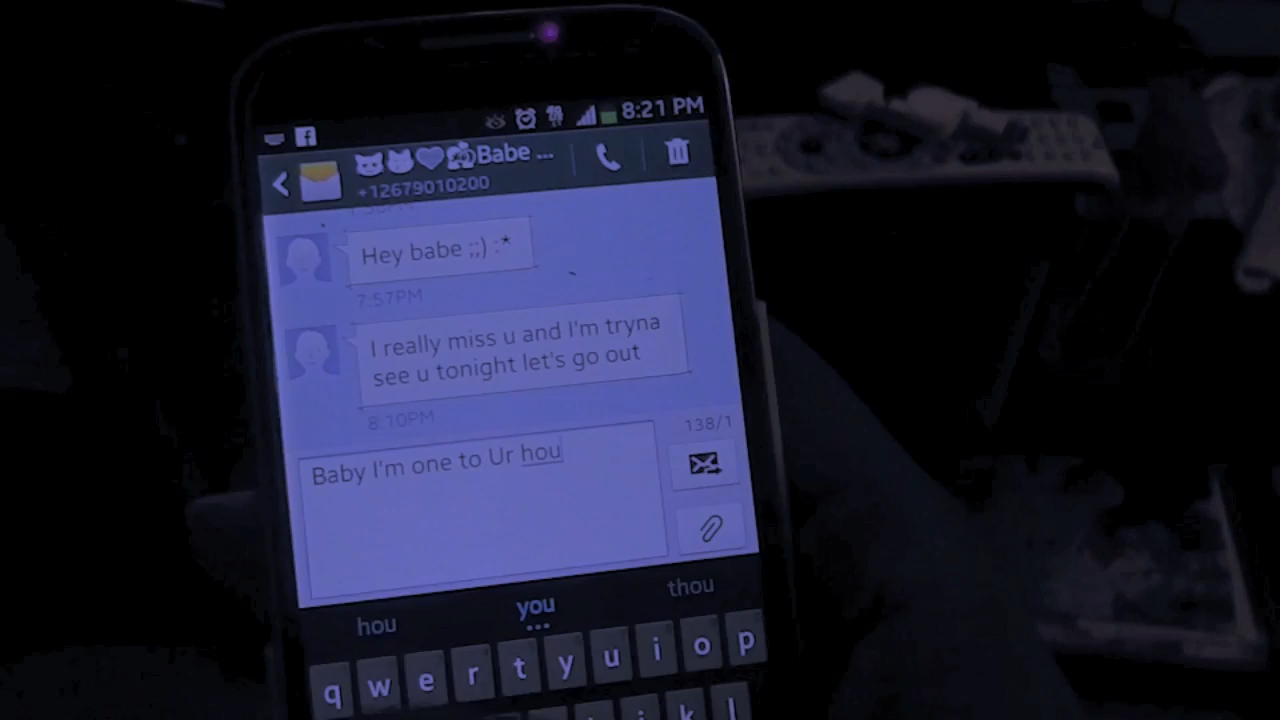 8:21 PM
Babe ...
+12679010200
Hey babe ;;) :*
7:57PM
I really miss u and I'm tryna
see u tonight let's go out
8:10PM
138/1
Baby I'm one to Ur hou
hou you thou
q w e r t y u i o p
k l